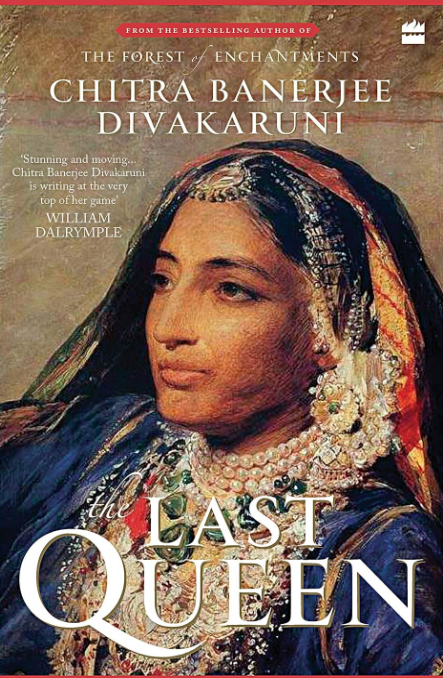 FROM THE BESTSELLING AUTHOR OF
THE FOREST of ENCHANTMENTS
CHITRA BANERJEE
DIVAKARUNI
'Stunning and moving...
Chitra Banerjee Divakaruni
is writing at the very
top of her game'
WILLIAM
DALRYMPLE
the LAST
QUEEN